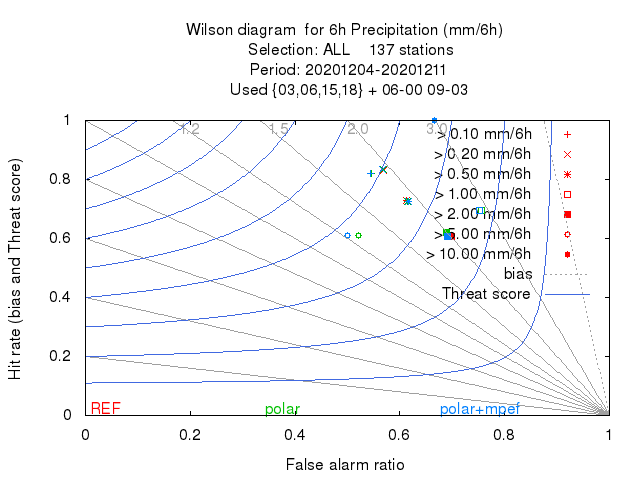 Wilson diagram  for 6h Precipitation (mm/6h)
Selection: ALL    137 stations
Period: 20201204-20201211
Used {03,06,15,18} + 06-00 09-03
1.2 1.5 2.0 3.0
> 0.10 mm/6h
> 0.20 mm/6h
> 0.50 mm/6h
> 1.00 mm/6h
> 2.00 mm/6h
> 5.00 mm/6h
> 10.00 mm/6h
bias
Threat score
REF polar polar+mpef
1
0.8
0.6
0.4
0.2
0
0 0.2 0.4 0.6 0.8 1
Hit rate (bias and Threat score)
False alarm ratio